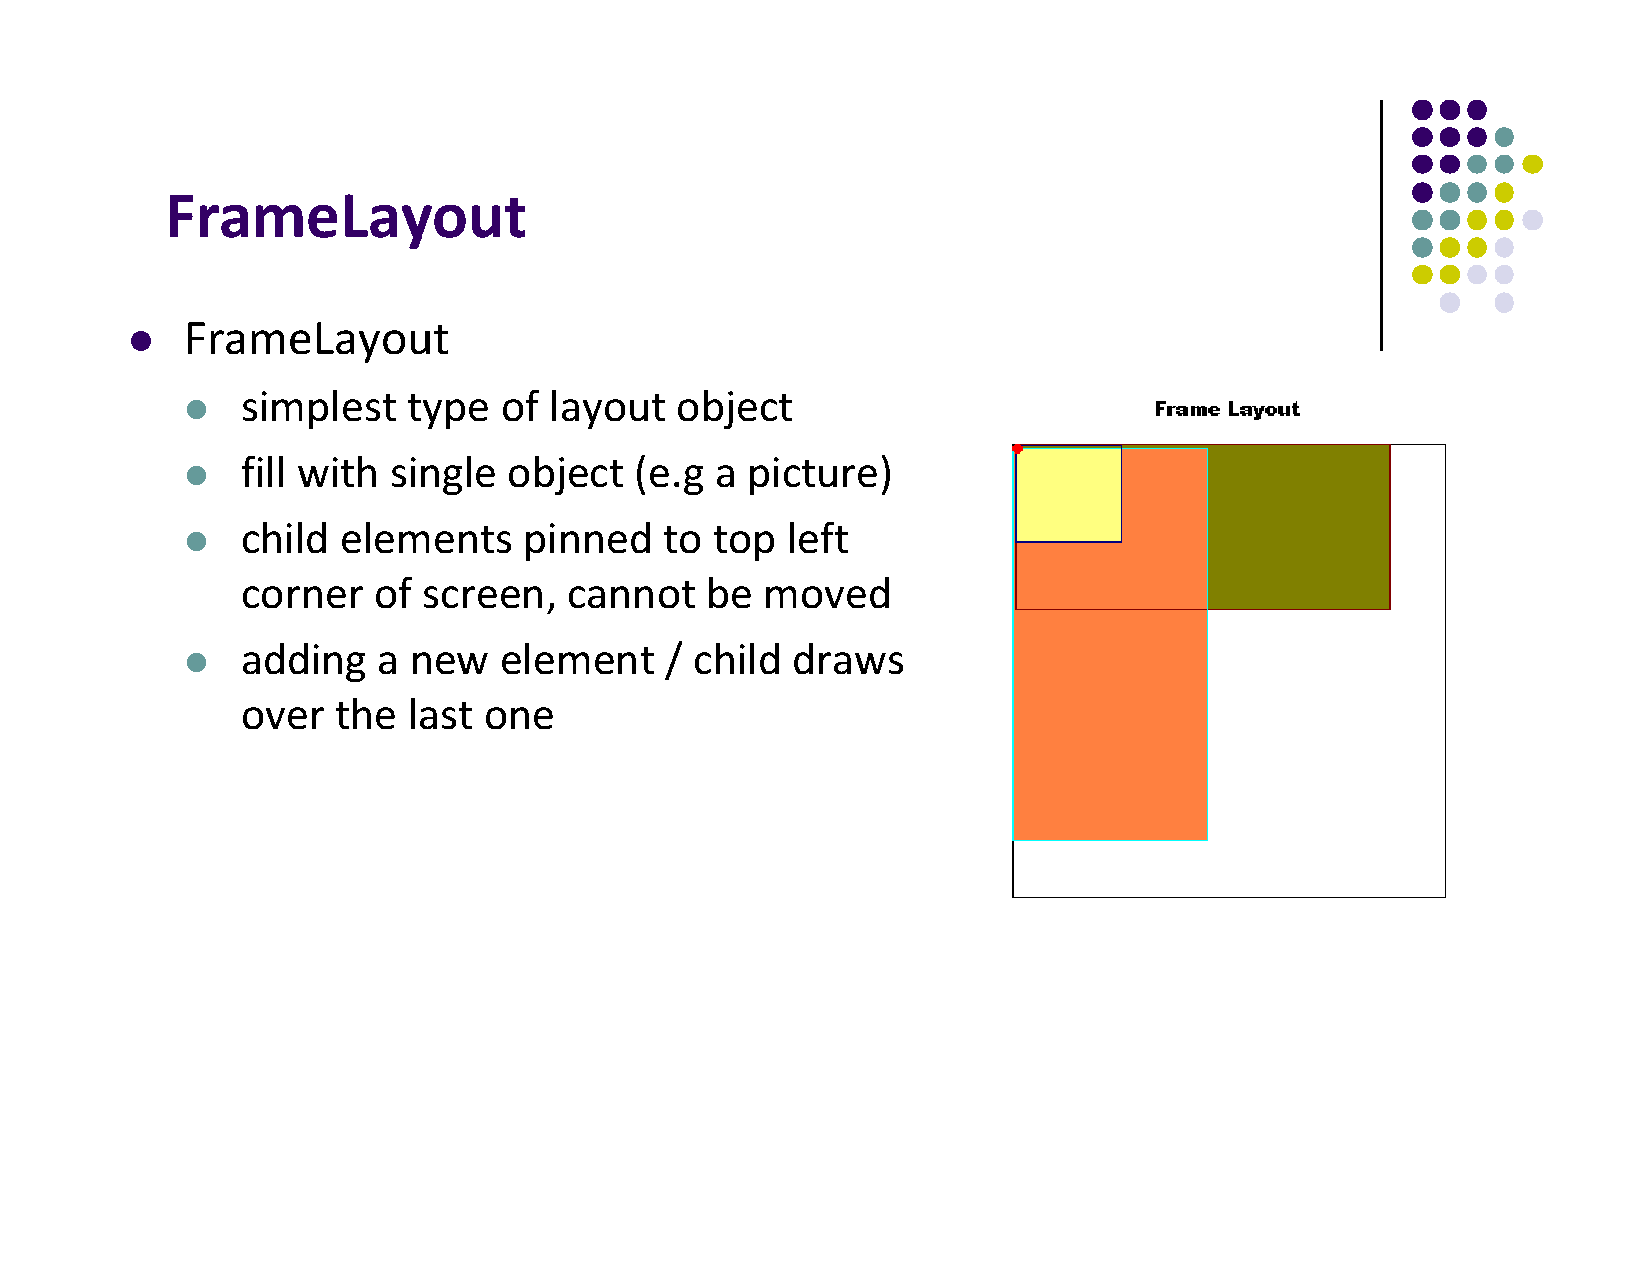 FrameLayout
FrameLayout
simplest type of layout object
fill with single object (e.g a picture)
child elements pinned to top left
corner of screen, cannot be moved
adding a new element / child draws
over the last one
Frame Layout